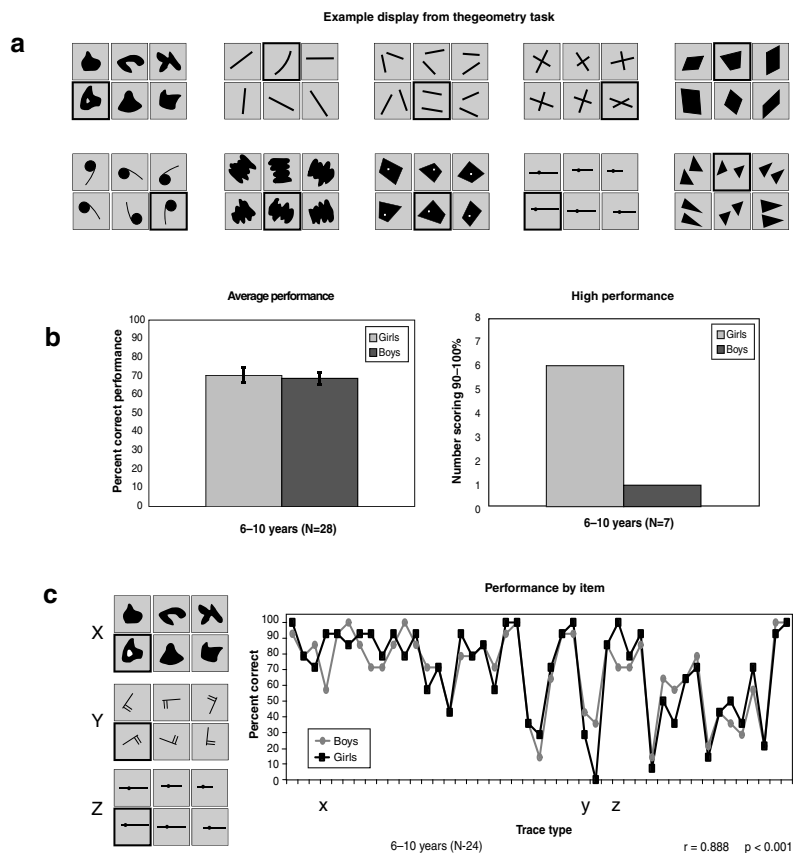 Example display from thegeometry task
a
b
Average performance
Percent correct performance
100
90
80
70
60
50
40
30
20
10
0
Girls
Boys
6–10 years (N=28)
High performance
Number scoring 90–100%
8
7
6
5
4
3
2
1
0
Girls
Boys
6–10 years (N=7)
c
X
Y
Z
Performance by item
Percent correct
100
90
80
70
60
50
40
30
20
10
0
Boys
Girls
x y z
Trace type
6–10 years (N-24)
r = 0.888 p < 0.001